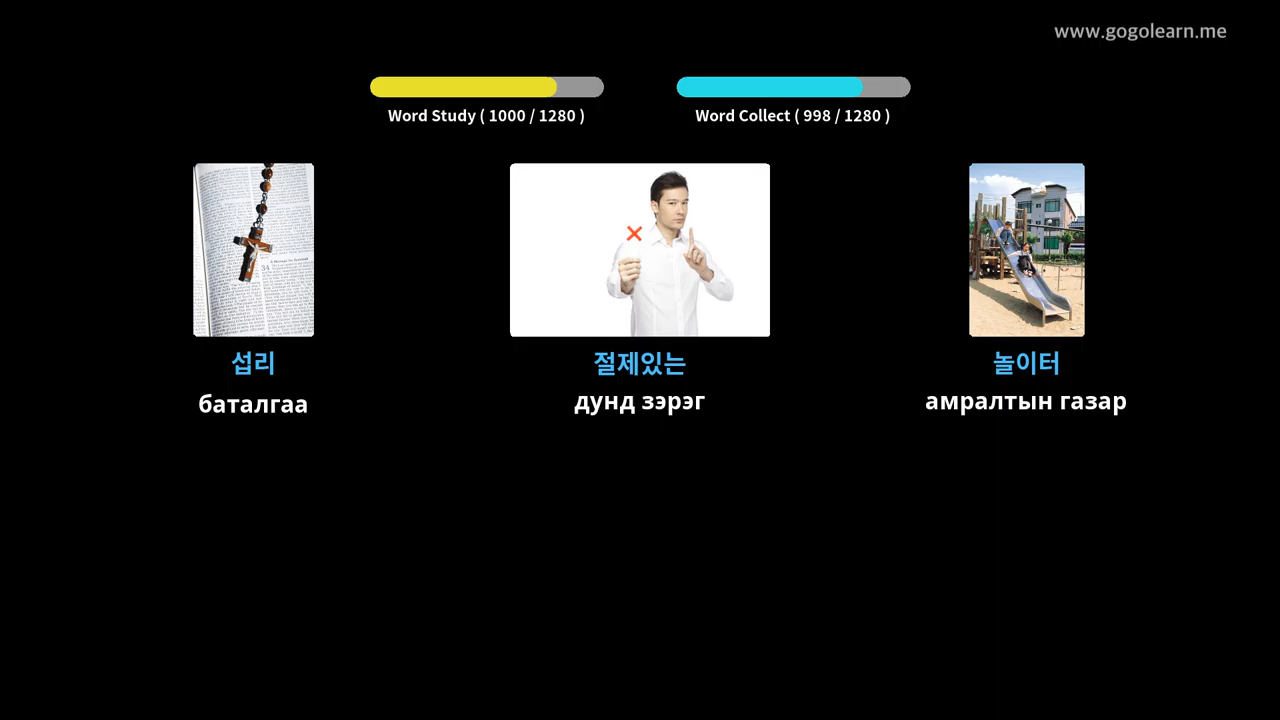 www.gogolearn.me
Word Study ( 1000 / 1280 )
Word Collect ( 998 / 1280 )
섭리
절제있는
놀이터
баталгаа
дунд зэрэг
амралтын газар